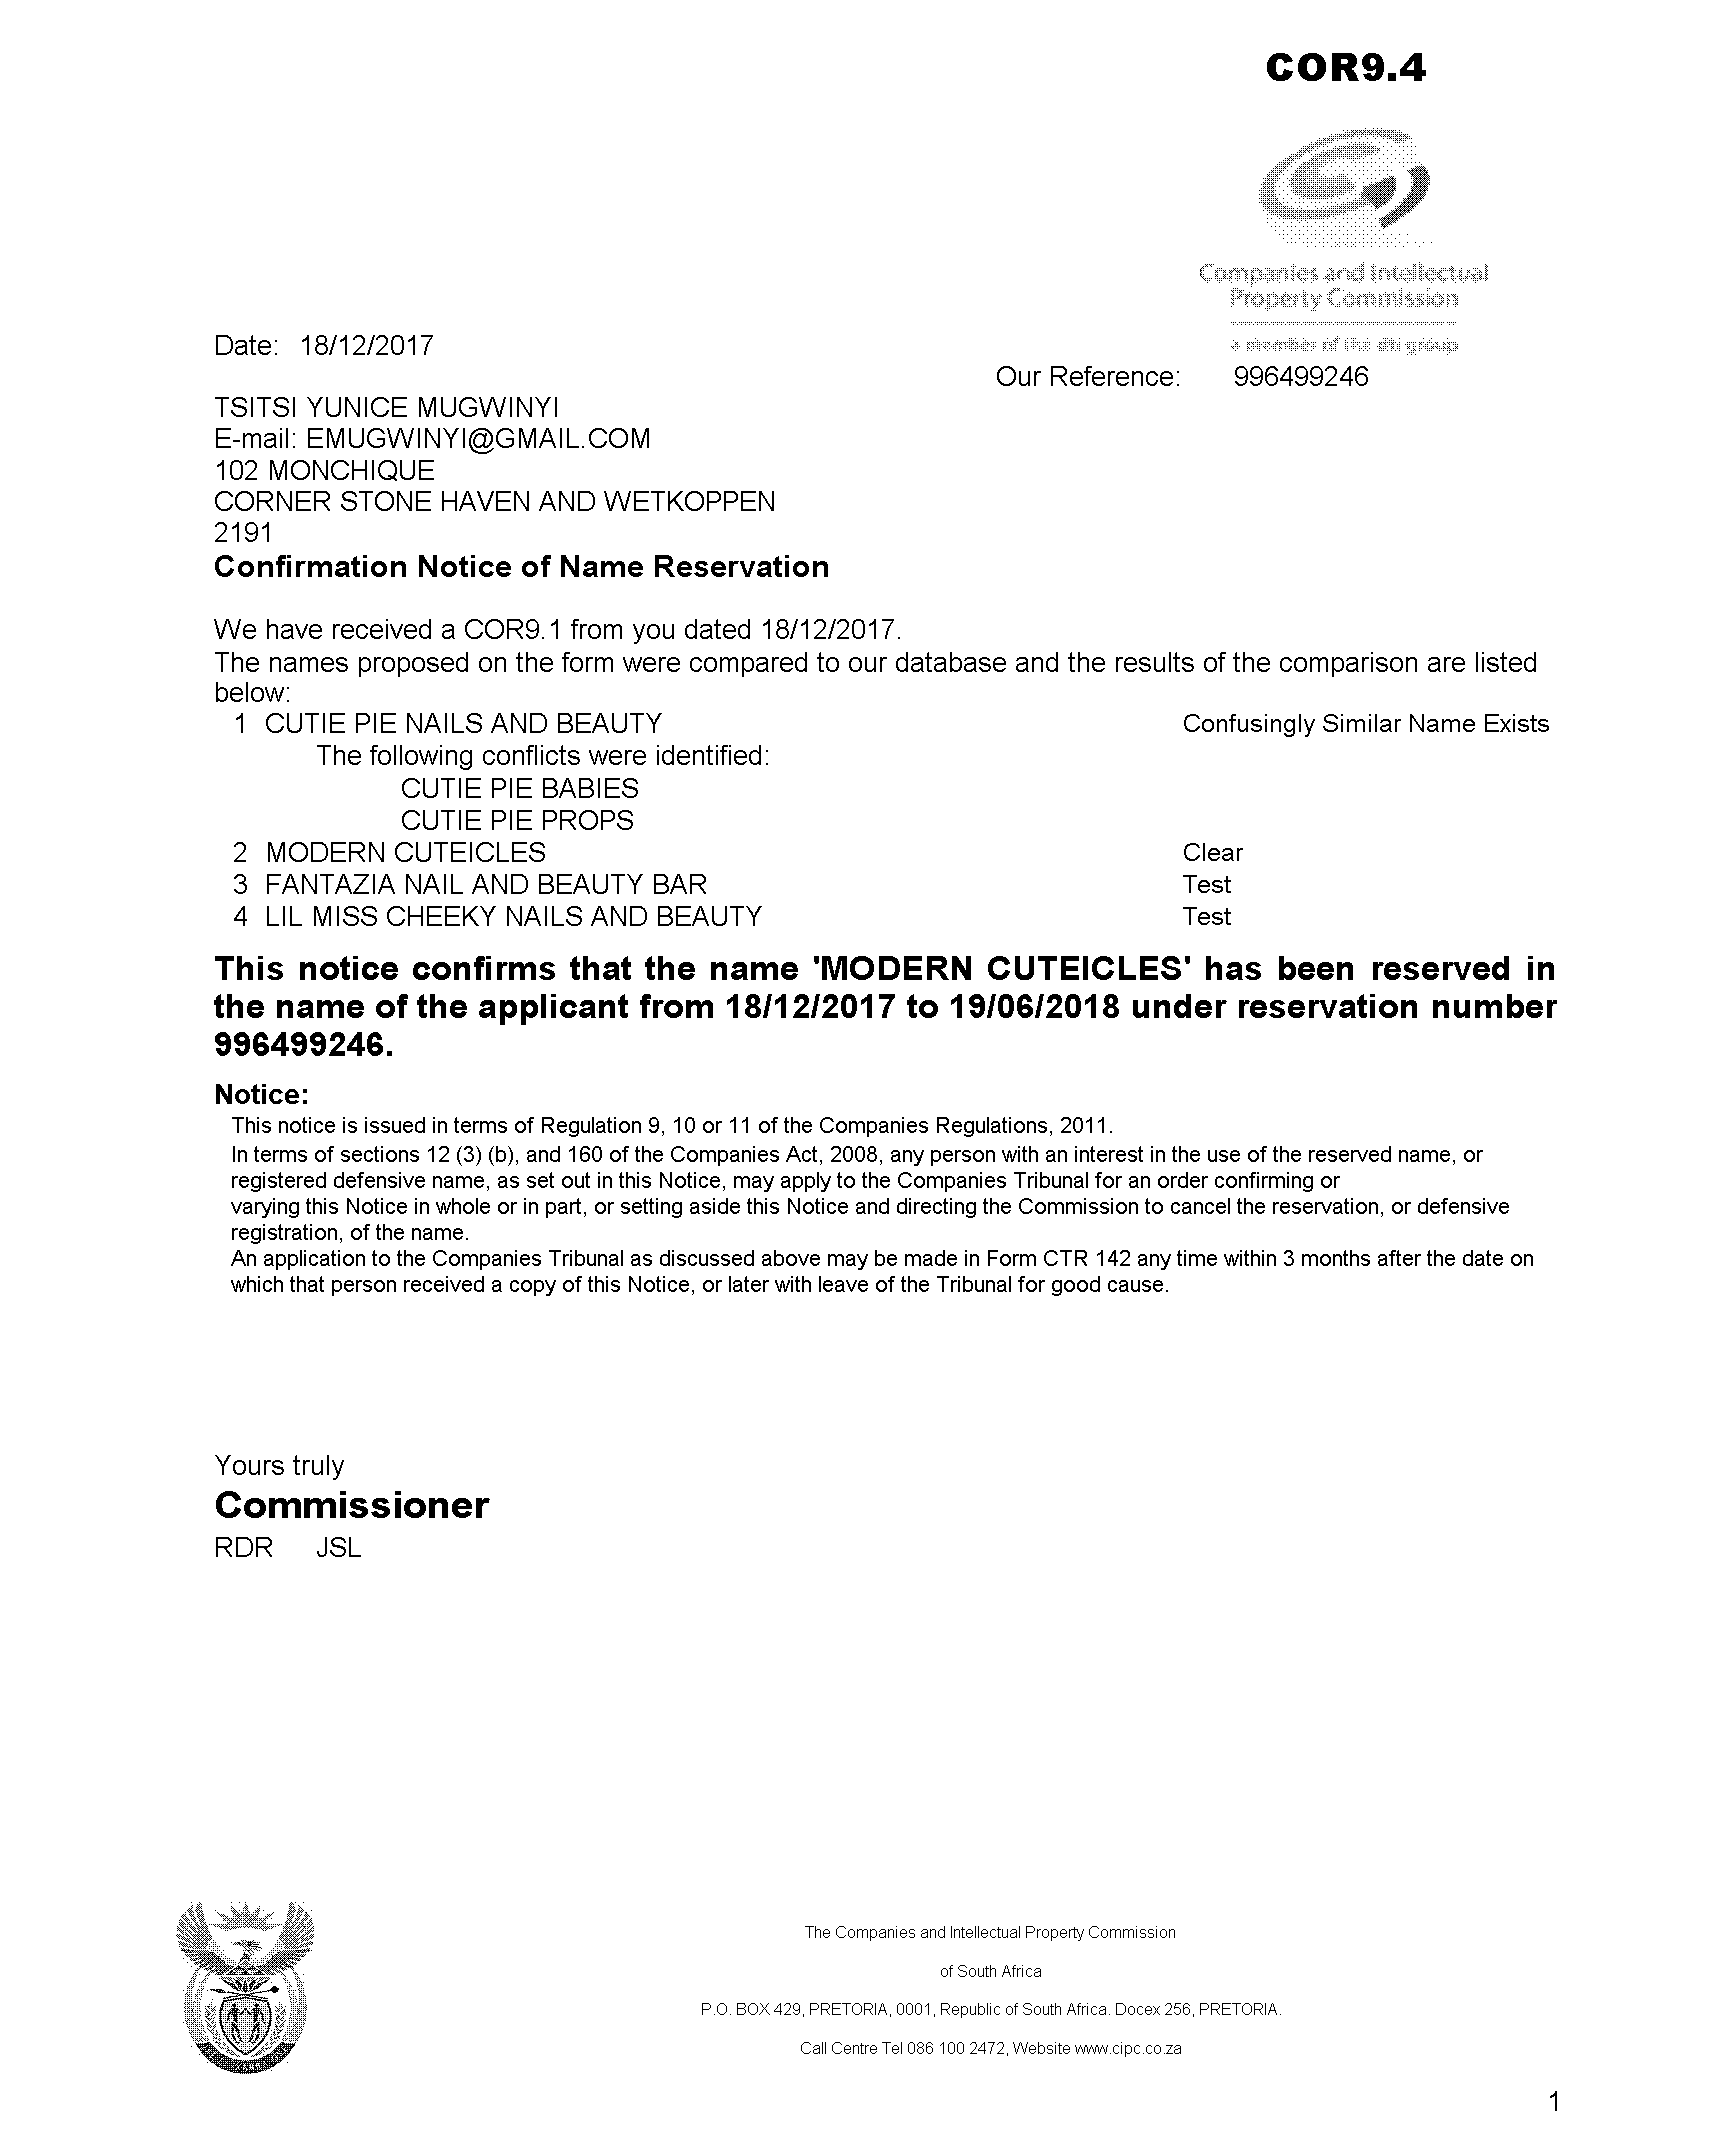 COR9.4
Companies and Intellectual
Property Commission
a member of the dti group
Date: 18/12/2017
Our Reference: 996499246
TSITSI YUNICE MUGWINYI
E-mail: EMUGWINYI@GMAIL.COM
102 MONCHIQUE
CORNER STONE HAVEN AND WETKOPPEN
2191
Confirmation Notice of Name Reservation
We have received a COR9.1 from you dated 18/12/2017.
The names proposed on the form were compared to our database and the results of the comparison are listed
below:
1 CUTIE PIE NAILS AND BEAUTY Confusingly Similar Name Exists
The following conflicts were identified:
CUTIE PIE BABIES
CUTIE PIE PROPS
2 MODERN CUTEICLES Clear
3 FANTAZIA NAIL AND BEAUTY BAR Test
4 LIL MISS CHEEKY NAILS AND BEAUTY Test
This notice confirms that the name 'MODERN CUTEICLES' has been reserved in
the name of the applicant from 18/12/2017 to 19/06/2018 under reservation number
996499246.
Notice:
This notice is issued in terms of Regulation 9, 10 or 11 of the Companies Regulations, 2011.
In terms of sections 12 (3) (b), and 160 of the Companies Act, 2008, any person with an interest in the use of the reserved name, or
registered defensive name, as set out in this Notice, may apply to the Companies Tribunal for an order confirming or
varying this Notice in whole or in part, or setting aside this Notice and directing the Commission to cancel the reservation, or defensive
registration, of the name.
An application to the Companies Tribunal as discussed above may be made in Form CTR 142 any time within 3 months after the date on
which that person received a copy of this Notice, or later with leave of the Tribunal for good cause.
Yours truly
Commissioner
RDR JSL
The Companies and Intellectual Property Commission
of South Africa
P.O. BOX 429, PRETORIA, 0001, Republic of South Africa. Docex 256, PRETORIA.
Call Centre Tel 086 100 2472, Website www.cipc.co.za
1